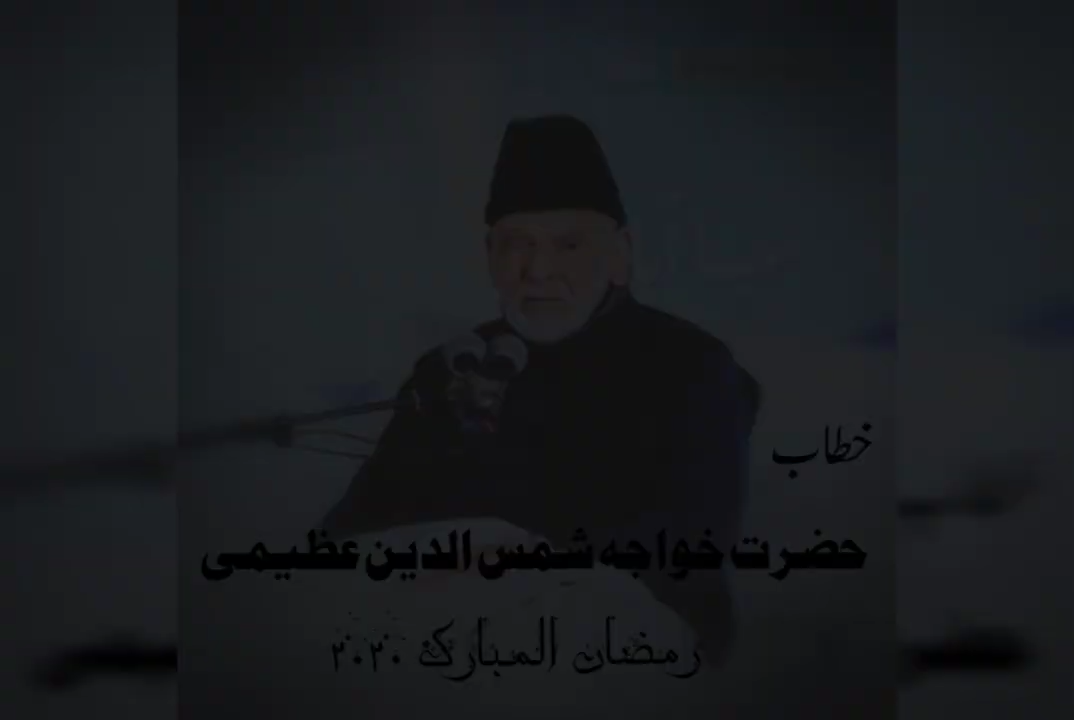 خطاب
حضرت خواجہ شمس الدین عظیمی
رمضان المبارک ۲۰۲۰